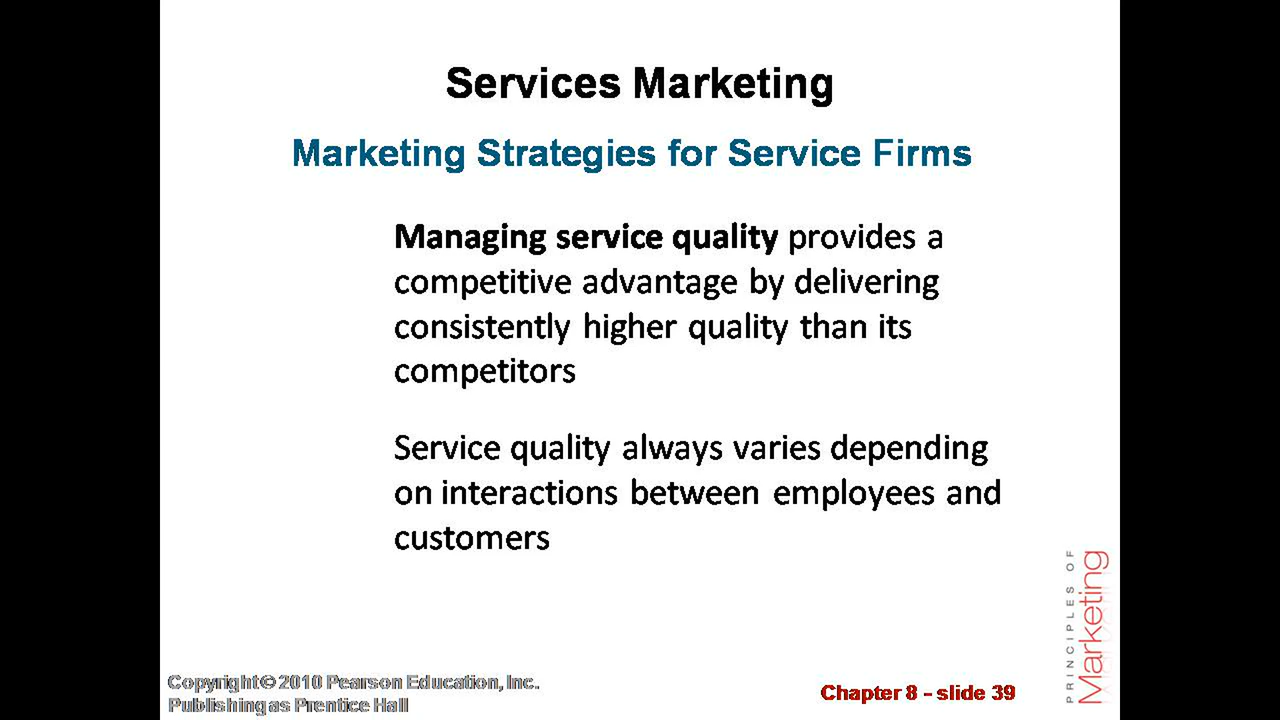 Services Marketing
Marketing Strategies for Service Firms
Managing service quality provides a
competitive advantage by delivering
consistently higher quality than its
competitors
Service quality always varies depending
on interactions between employees and
customers
PRINCIPLES OF
Marketing
Copyright © 2010 Pearson Education, Inc.
Publishing as Prentice Hall
Chapter 8 - slide 39